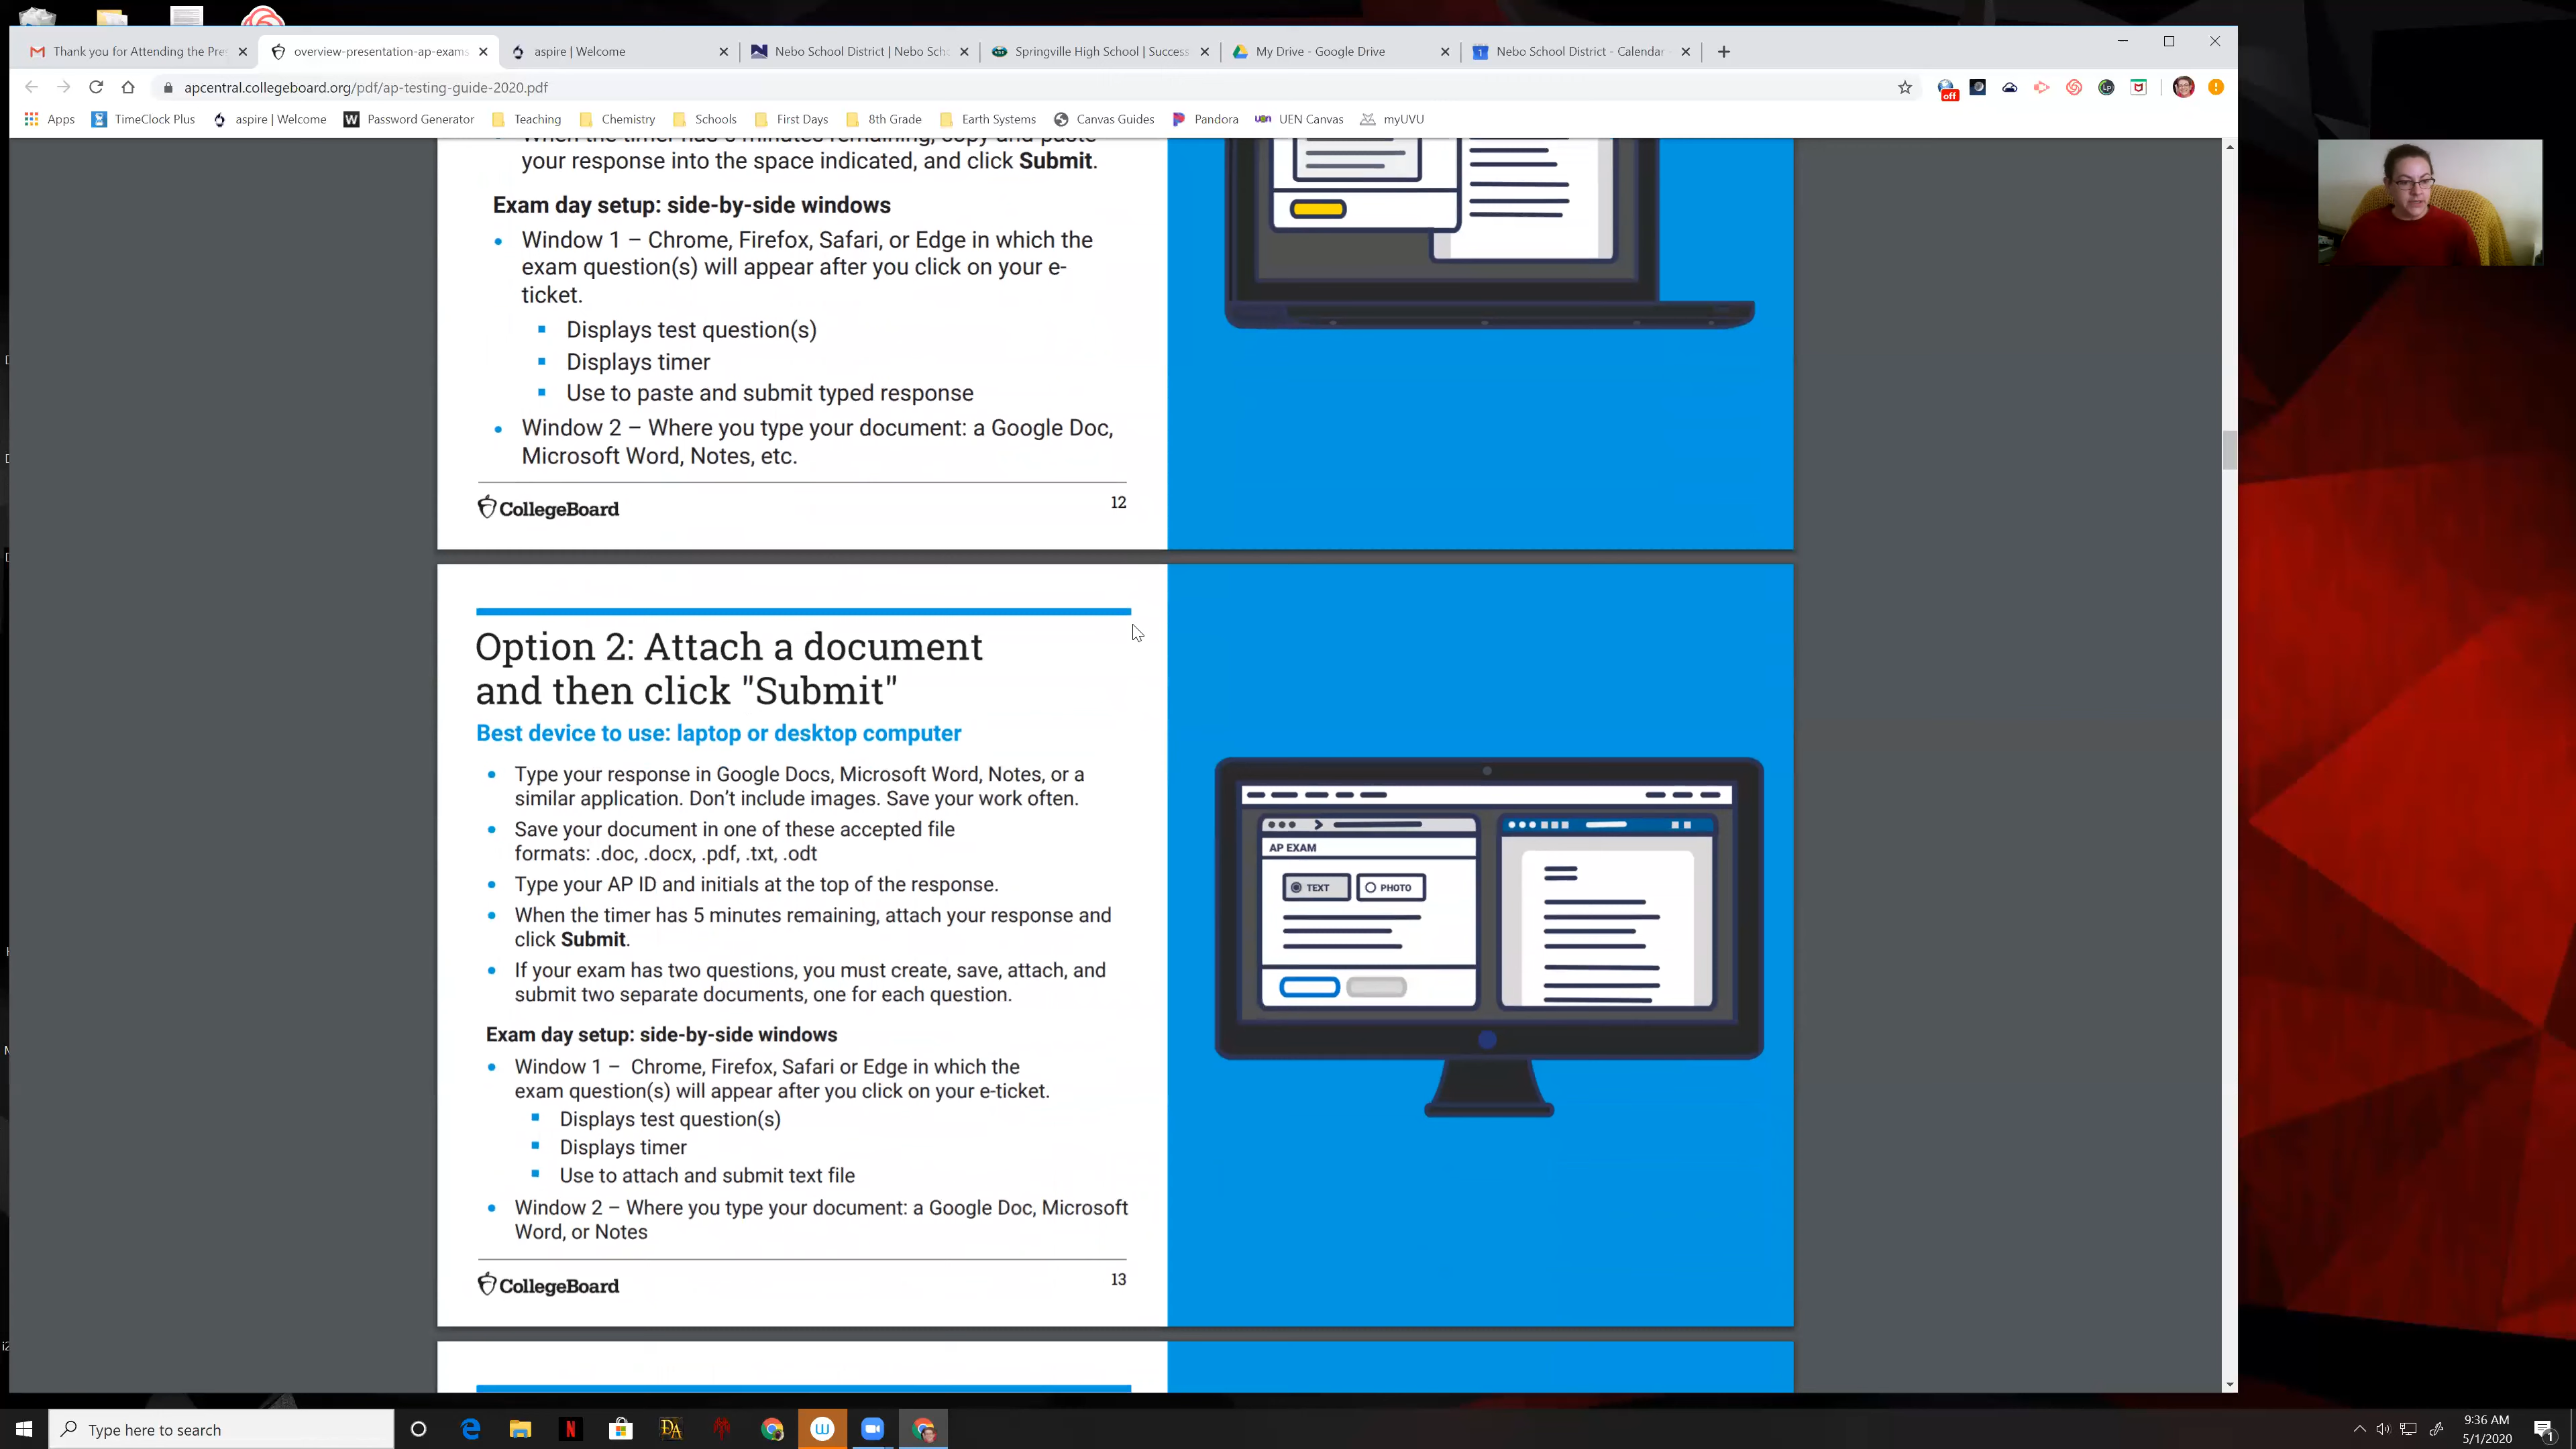 Thank you for Attending the Pre
overview-presentation-ap-exams
aspire | Welcome
Nebo School District | Nebo Scho
Springville High School | Success
My Drive - Google Drive
Nebo School District - Calendar -
apcentral.collegeboard.org/pdf/ap-testing-guide-2020.pdf
off
Apps
TimeClock Plus
aspire | Welcome
Password Generator
Teaching
Chemistry
Schools
First Days
8th Grade
Earth Systems
Canvas Guides
Pandora
UEN Canvas
myUVU
When the timer has 5 minutes remaining, copy and paste
your response into the space indicated, and click Submit.
Exam day setup: side-by-side windows
• Window 1 – Chrome, Firefox, Safari, or Edge in which the
exam question(s) will appear after you click on your e-
ticket.
▪ Displays test question(s)
▪ Displays timer
▪ Use to paste and submit typed response
• Window 2 – Where you type your document: a Google Doc,
Microsoft Word, Notes, etc.
CollegeBoard
12
Option 2: Attach a document
and then click "Submit"
Best device to use: laptop or desktop computer
• Type your response in Google Docs, Microsoft Word, Notes, or a
similar application. Don't include images. Save your work often.
• Save your document in one of these accepted file
formats: .doc, .docx, .pdf, .txt, .odt
• Type your AP ID and initials at the top of the response.
• When the timer has 5 minutes remaining, attach your response and
click Submit.
• If your exam has two questions, you must create, save, attach, and
submit two separate documents, one for each question.
Exam day setup: side-by-side windows
• Window 1 – Chrome, Firefox, Safari or Edge in which the
exam question(s) will appear after you click on your e-ticket.
▪ Displays test question(s)
▪ Displays timer
▪ Use to attach and submit text file
• Window 2 – Where you type your document: a Google Doc, Microsoft
Word, or Notes
CollegeBoard
13
AP EXAM
TEXT
PHOTO
Type here to search
9:36 AM
5/1/2020